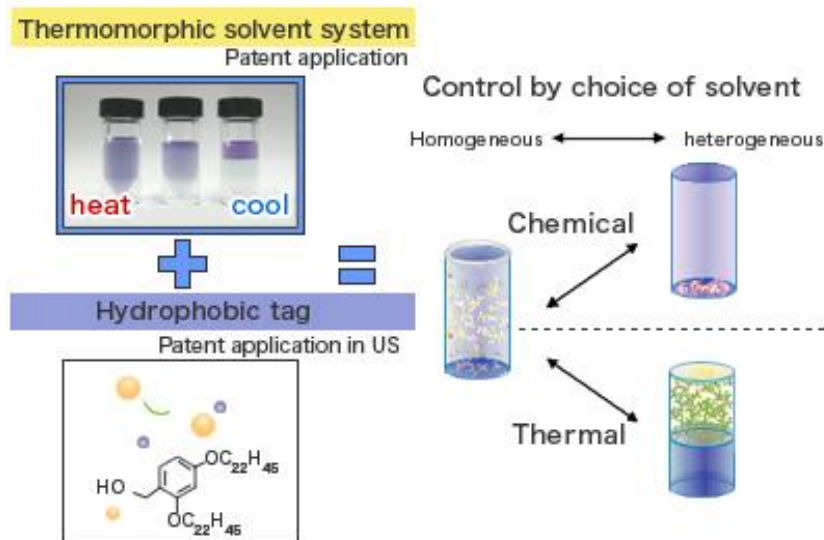 Thermomorphic solvent system
Patent application
heat
cool
Hydrophobic tag
Patent application in US
HO
OC22H45
OC22H45
Control by choice of solvent
Homogeneous
heterogeneous
Chemical
Thermal